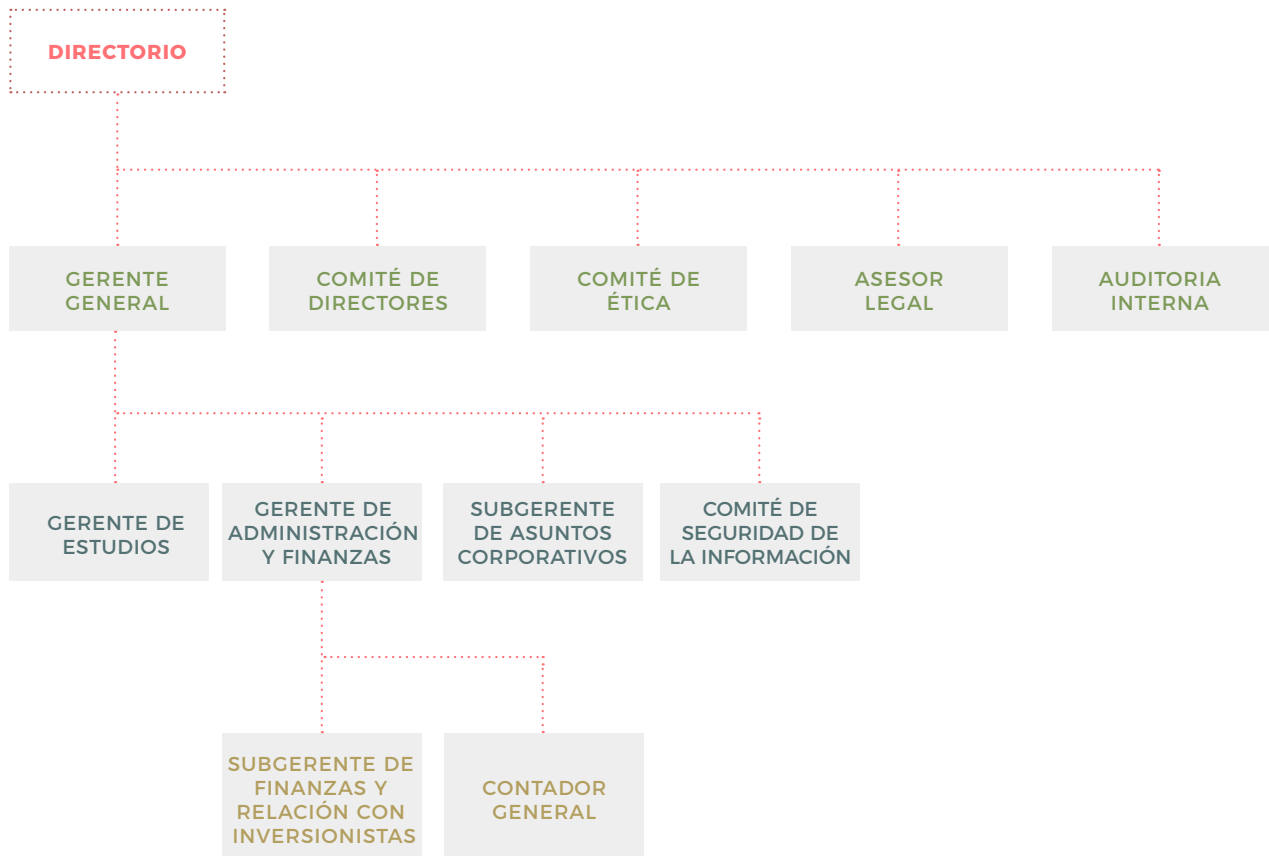 DIRECTORIO
GERENTE
GENERAL
COMITÉ DE
DIRECTORES
COMITÉ DE
ÉTICA
ASESOR
LEGAL
AUDITORIA
INTERNA
GERENTE DE
ESTUDIOS
GERENTE DE
ADMINISTRACIÓN
Y FINANZAS
SUBGERENTE
DE ASUNTOS
CORPORATIVOS
COMITÉ DE
SEGURIDAD DE
LA INFORMACIÓN
SUBGERENTE DE
FINANZAS Y
RELACIÓN CON
INVERSIONISTAS
CONTADOR
GENERAL